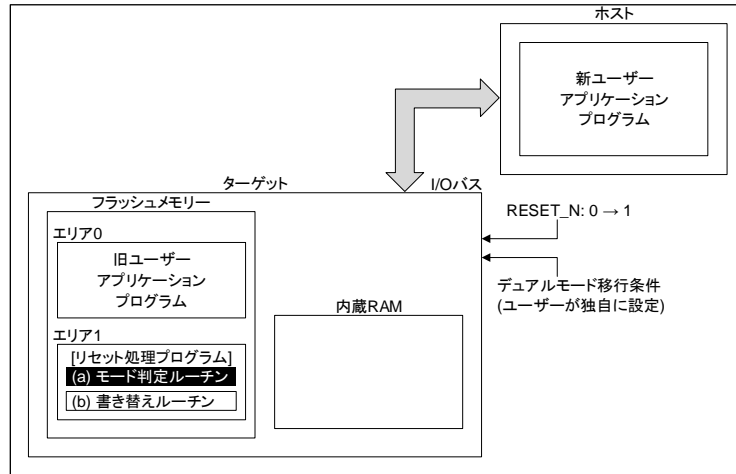 ホスト
新ユーザー
アプリケーション
プログラム
ターゲット
I/Oバス
フラッシュメモリー
エリア0
旧ユーザー
アプリケーション
プログラム
エリア1
[リセット処理プログラム]
(a) モード判定ルーチン
(b) 書き替えルーチン
内蔵RAM
RESET_N: 0 → 1
デュアルモード移行条件
(ユーザーが独自に設定)